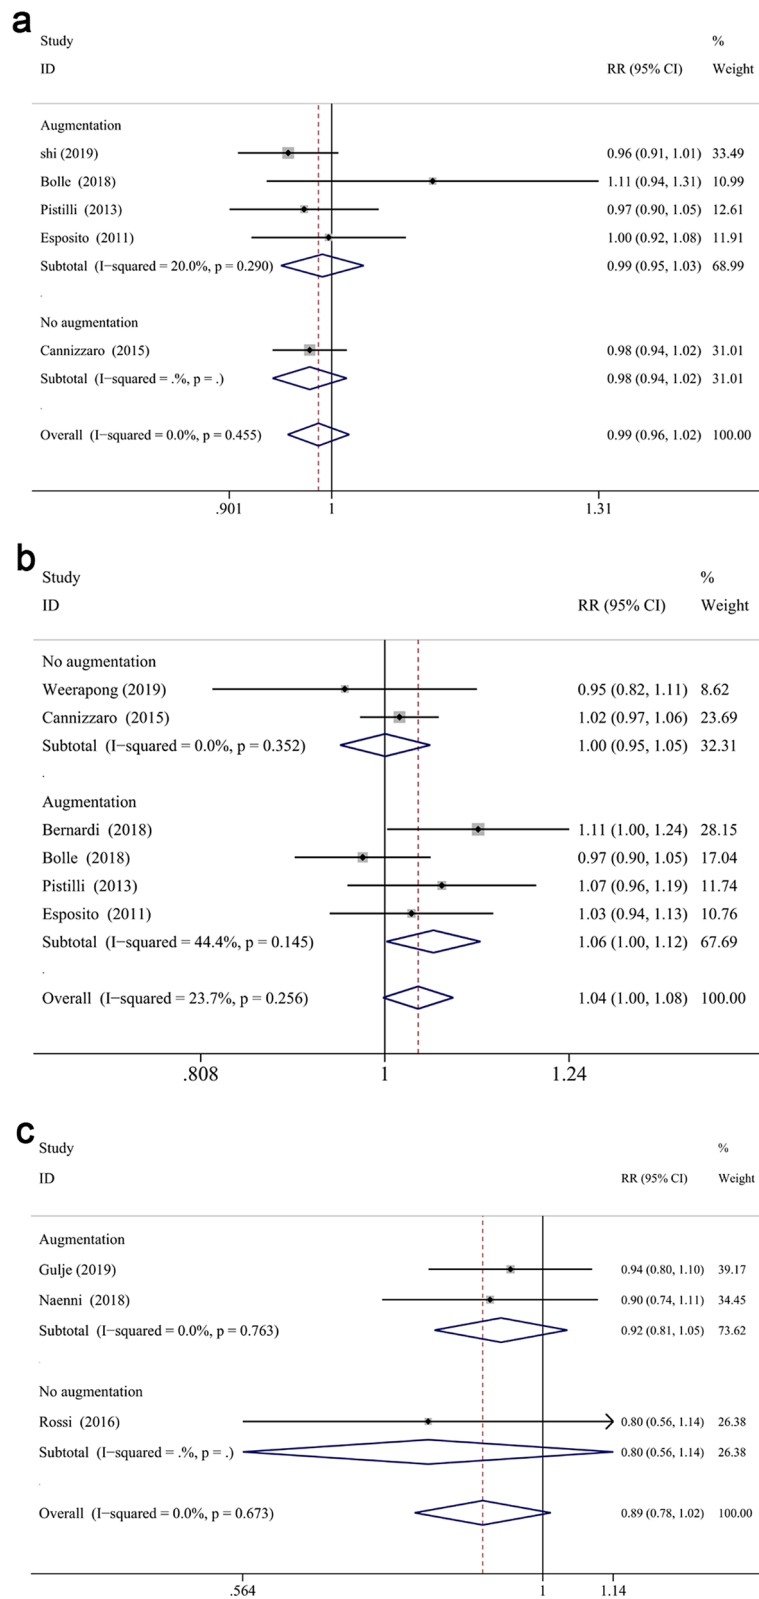 a
Study %
ID RR (95% CI) Weight
Augmentation
shi (2019) 0.96 (0.91, 1.01) 33.49
Bolle (2018) 1.11 (0.94, 1.31) 10.99
Pistilli (2013) 0.97 (0.90, 1.05) 12.61
Esposito (2011) 1.00 (0.92, 1.08) 11.91
Subtotal (I−squared = 20.0%, p = 0.290) 0.99 (0.95, 1.03) 68.99
.
No augmentation
Cannizzaro (2015) 0.98 (0.94, 1.02) 31.01
Subtotal (I−squared = .%, p = .) 0.98 (0.94, 1.02) 31.01
.
Overall (I−squared = 0.0%, p = 0.455) 0.99 (0.96, 1.02) 100.00
.901 1 1.31
b
Study %
ID RR (95% CI) Weight
No augmentation
Weerapong (2019) 0.95 (0.82, 1.11) 8.62
Cannizzaro (2015) 1.02 (0.97, 1.06) 23.69
Subtotal (I−squared = 0.0%, p = 0.352) 1.00 (0.95, 1.05) 32.31
.
Augmentation
Bernardi (2018) 1.11 (1.00, 1.24) 28.15
Bolle (2018) 0.97 (0.90, 1.05) 17.04
Pistilli (2013) 1.07 (0.96, 1.19) 11.74
Esposito (2011) 1.03 (0.94, 1.13) 10.76
Subtotal (I−squared = 44.4%, p = 0.145) 1.06 (1.00, 1.12) 67.69
.
Overall (I−squared = 23.7%, p = 0.256) 1.04 (1.00, 1.08) 100.00
.808 1 1.24
c
Study %
ID RR (95% CI) Weight
Augmentation
Gulje (2019) 0.94 (0.80, 1.10) 39.17
Naenni (2018) 0.90 (0.74, 1.11) 34.45
Subtotal (I−squared = 0.0%, p = 0.763) 0.92 (0.81, 1.05) 73.62
.
No augmentation
Rossi (2016) 0.80 (0.56, 1.14) 26.38
Subtotal (I−squared = .%, p = .) 0.80 (0.56, 1.14) 26.38
.
Overall (I−squared = 0.0%, p = 0.673) 0.89 (0.78, 1.02) 100.00
.564 1 1.14